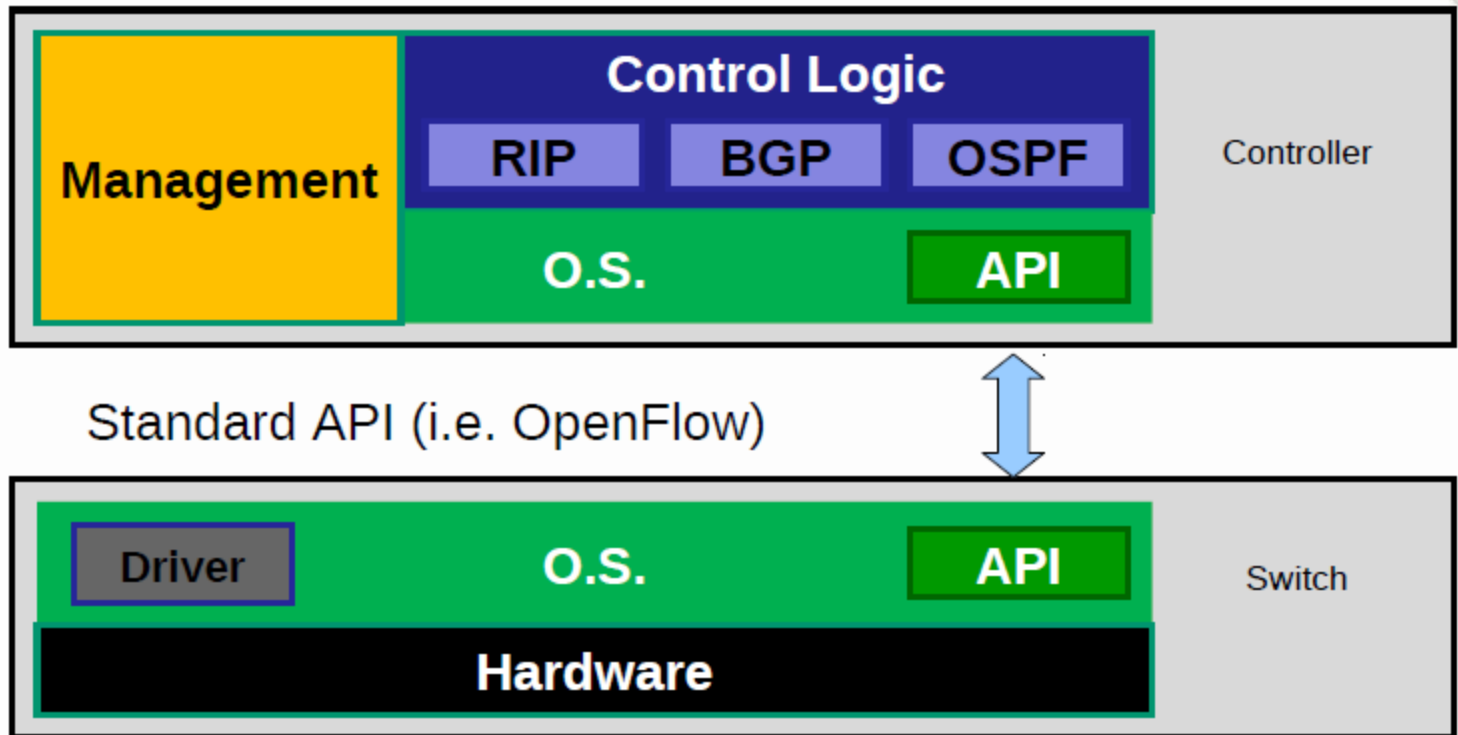 Control Logic
Management
RIP
BGP
OSPF
Controller
O.S.
API
Standard API (i.e. OpenFlow)
Driver
O.S.
API
Switch
Hardware